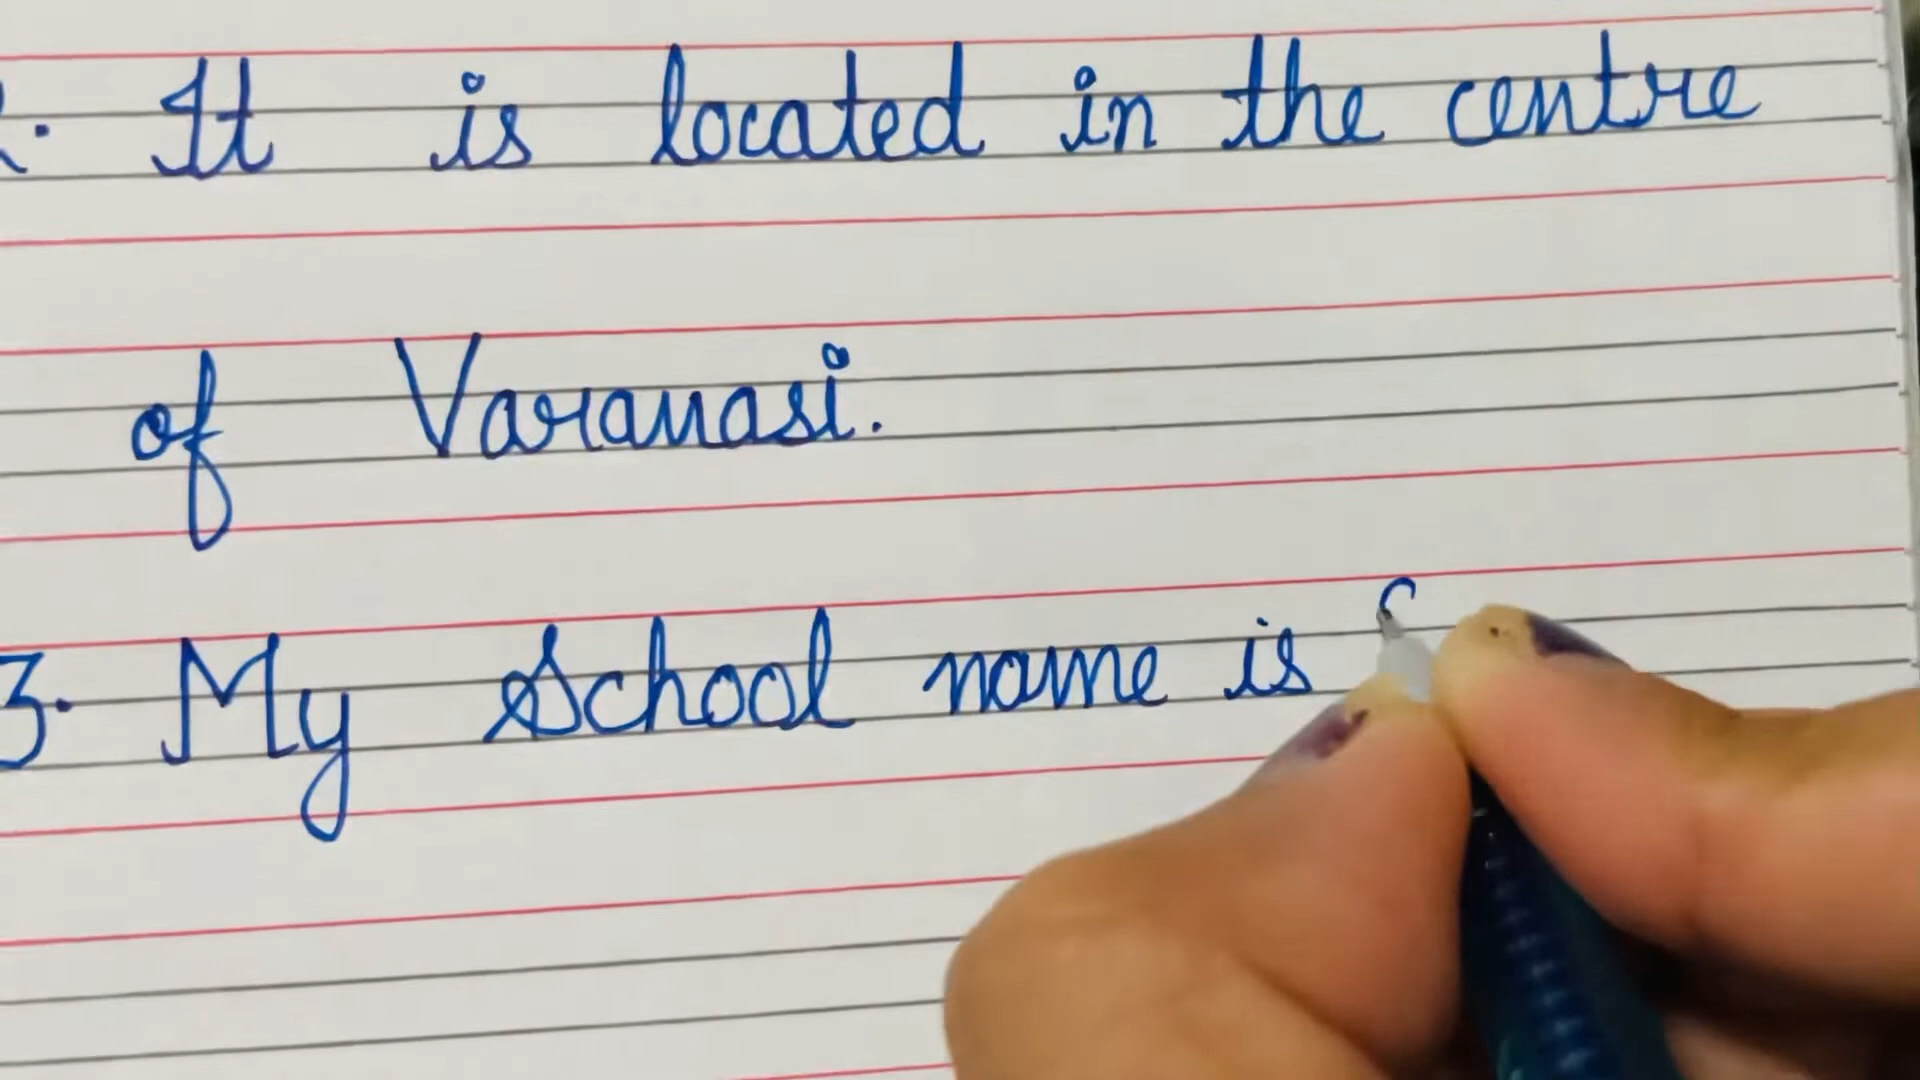 It is located in the centre
of Varanasi.
3. My School name is